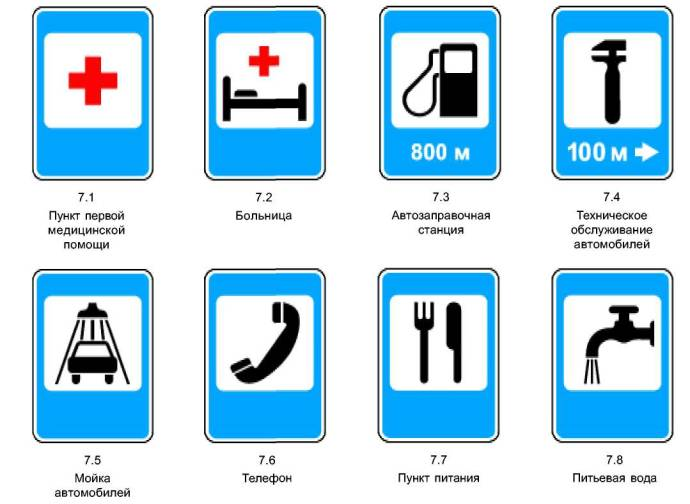 800 м
100 м
7.1
7.2
7.3
7.4
Пункт первой
медицинской
помощи
Больница
Автозаправочная
станция
Техническое
обслуживание
автомобилей
7.5
7.6
7.7
7.8
Мойка
автомобилей
Телефон
Пункт питания
Питьевая вода